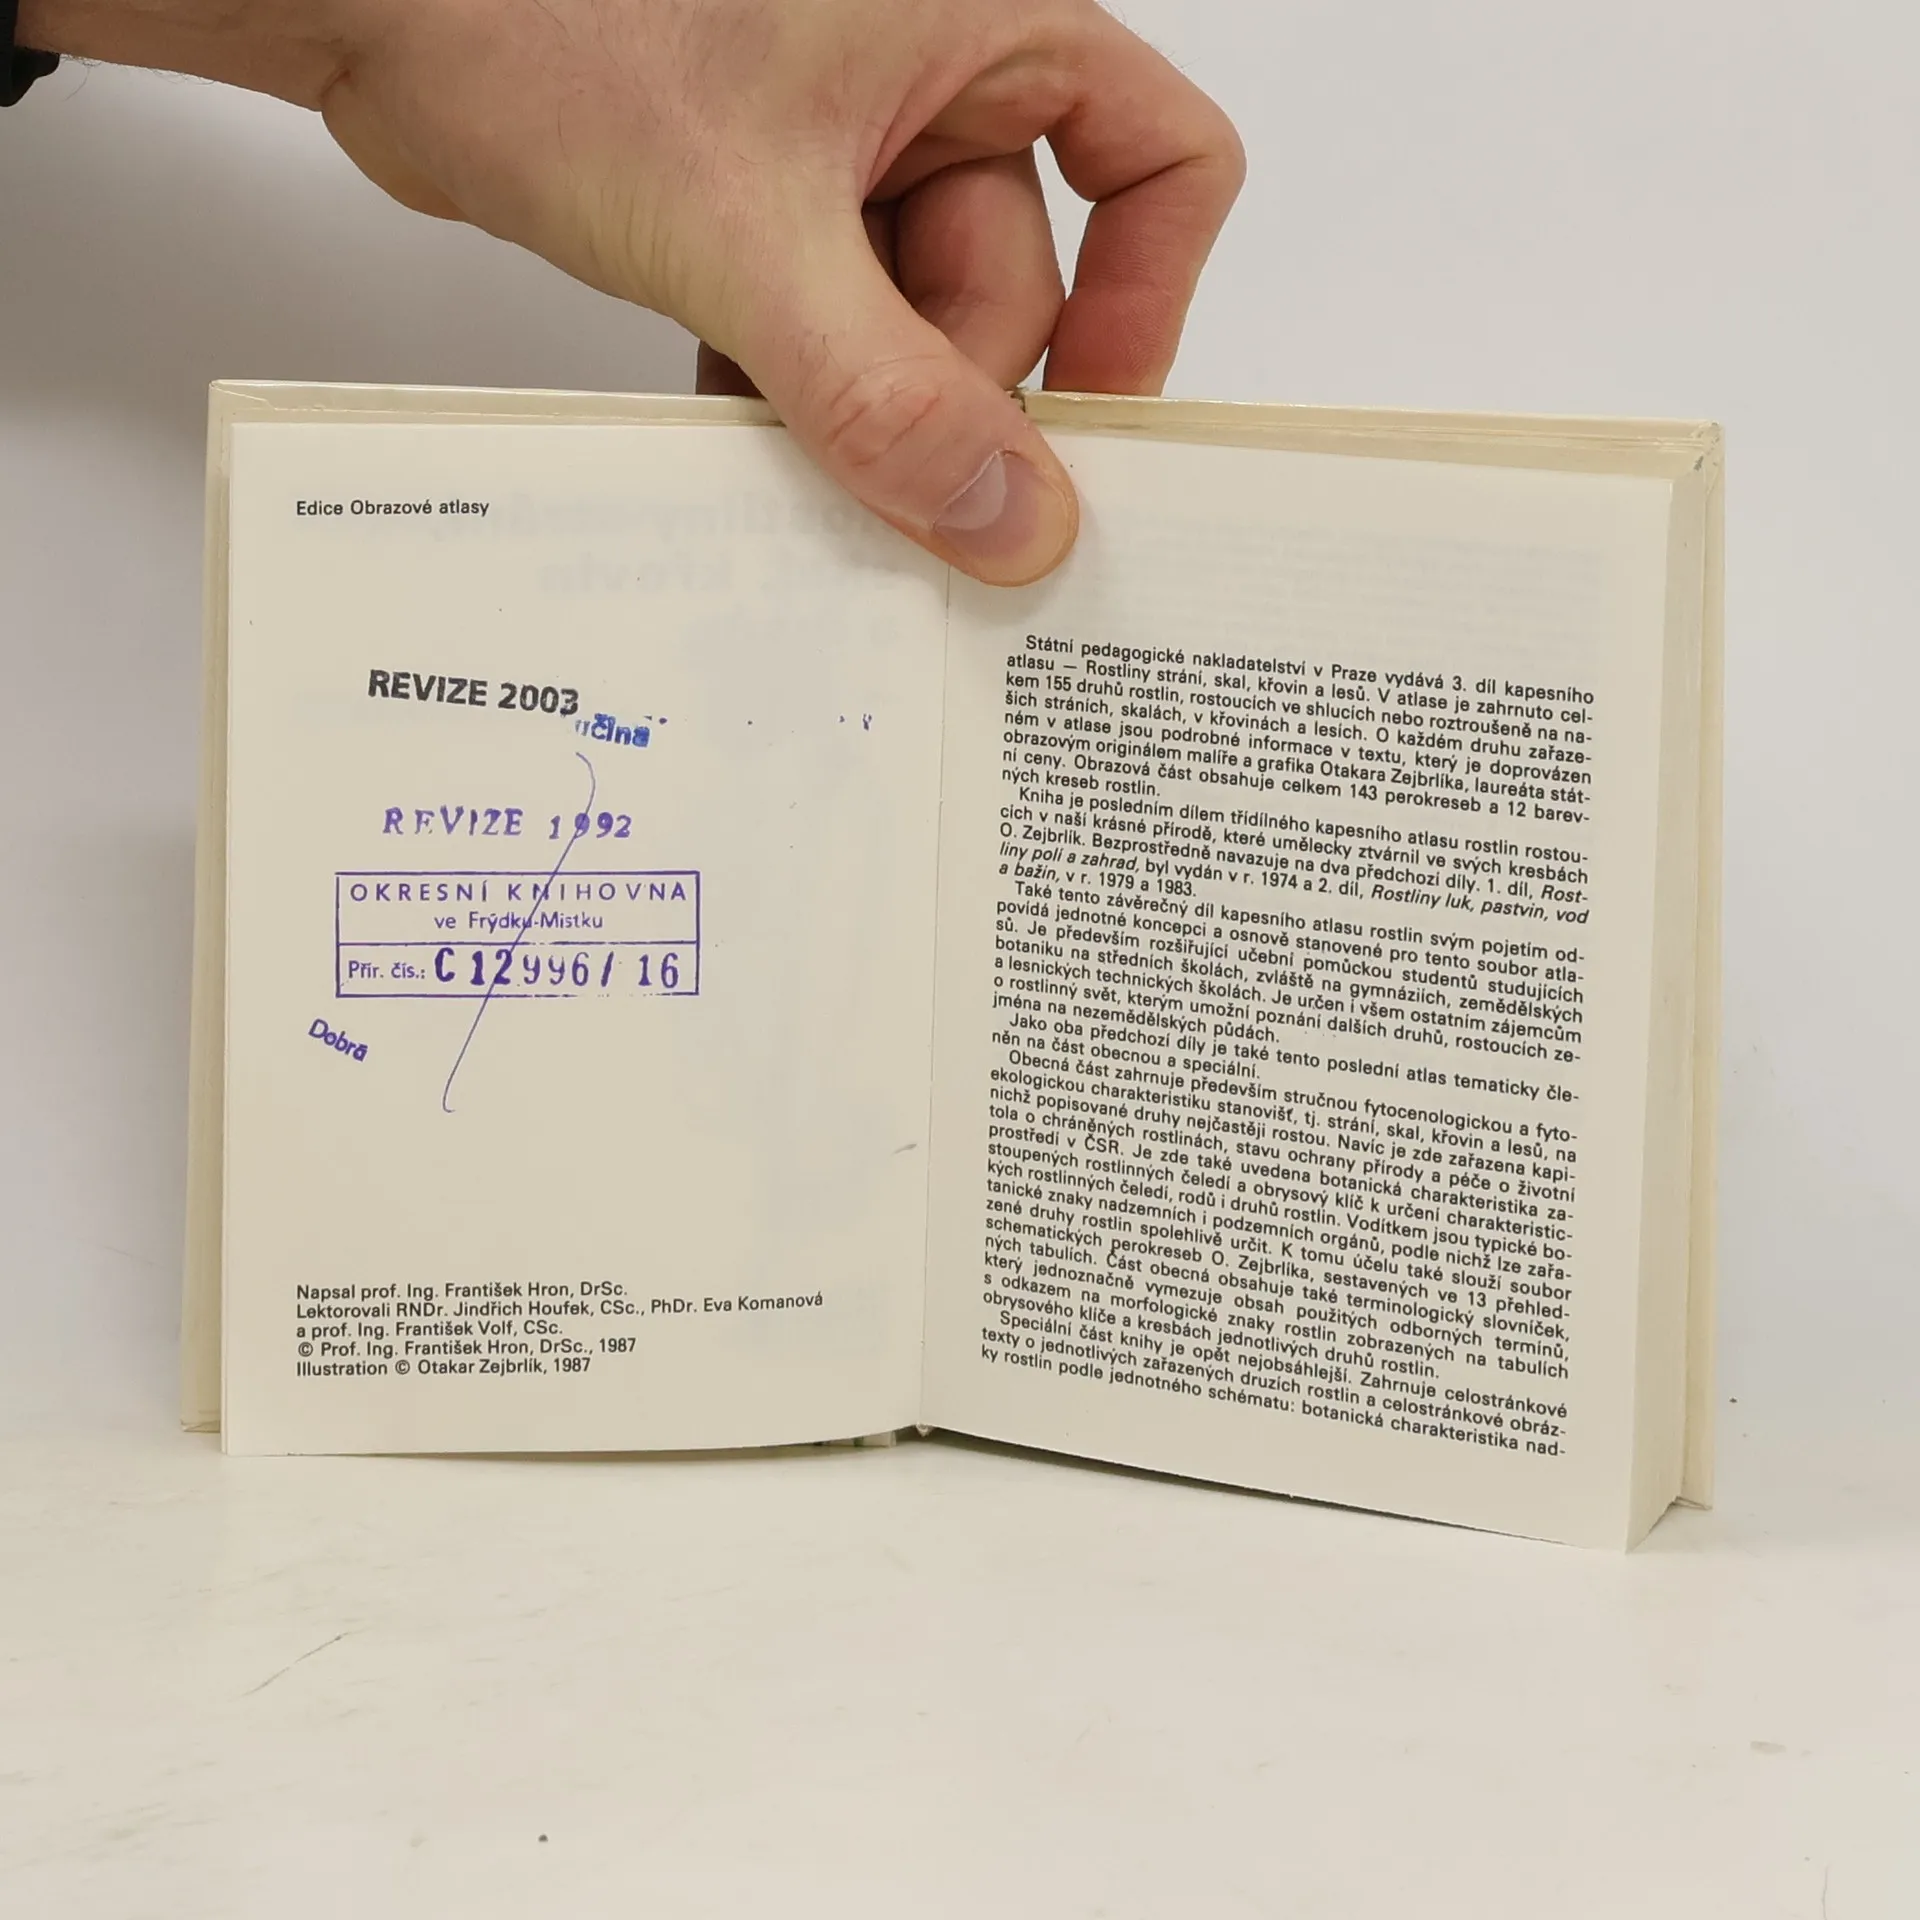 Edice Obrazové atlasy
REVIZE 2003
REVIZE 1992
OKRESNÍ KNIHOVNA
ve Frýdku-Místku
Přír. čís.: C 12996/ 16
Dobrá
Napsal prof. Ing. František Hron, DrSc.
Lektorovali RNDr. Jindřich Houfek, CSc., PhDr. Eva Komanová
a prof. Ing. František Volf, CSc.
© Prof. Ing. František Hron, DrSc., 1987
Illustration © Otakar Zejbrlík, 1987
Státní pedagogické nakladatelství v Praze vydává 3. díl kapesního
atlasu — Rostliny strání, skal, křovin a lesů. V atlase je zahrnuto cel-
kem 155 druhů rostlin, rostoucích ve shlucích nebo roztroušeně na na-
šich stráních, skalách, v křovinách a lesích. O každém druhu zařaze-
ném v atlase jsou podrobné informace v textu, který je doprovázen
obrazovým originálem malíře a grafika Otakara Zejbrlíka, laureáta stát-
ní ceny. Obrazová část obsahuje celkem 143 perokreseb a 12 barev-
ných kreseb rostlin.
Kniha je posledním dílem třídílného kapesního atlasu rostlin rostou-
cích v naší krásné přírodě, které umělecky ztvárnil ve svých kresbách
O. Zejbrlík. Bezprostředně navazuje na dva předchozí díly. 1. díl, Rost-
liny polí a zahrad, byl vydán v r. 1974 a 2. díl, Rostliny luk, pastvin, vod
a bažin, v r. 1979 a 1983.
Také tento závěrečný díl kapesního atlasu rostlin svým pojetím od-
povídá jednotné koncepci a osnově stanovené pro tento soubor atla-
sů. Je především rozšiřující učební pomůckou studentů studujících
botaniku na středních školách, zvláště na gymnáziích, zemědělských
a lesnických technických školách. Je určen i všem ostatním zájemcům
o rostlinný svět, kterým umožní poznání dalších druhů, rostoucích ze-
jména na nezemědělských půdách.
Jako oba předchozí díly je také tento poslední atlas tematicky čle-
něn na část obecnou a speciální.
Obecná část zahrnuje především stručnou fytocenologickou a fyto-
ekologickou charakteristiku stanovišť, tj. strání, skal, křovin a lesů, na
nichž popisované druhy nejčastěji rostou. Navíc je zde zařazena kapi-
tola o chráněných rostlinách, stavu ochrany přírody a péče o životní
prostředí v ČSR. Je zde také uvedena botanická charakteristika za-
stoupených rostlinných čeledí a obrysový klíč k určení charakteristic-
kých rostlinných čeledí, rodů i druhů rostlin. Vodítkem jsou typické bo-
tanické znaky nadzemních i podzemních orgánů, podle nichž lze zařa-
zené druhy rostlin spolehlivě určit. K tomu účelu také slouží soubor
schematických perokreseb O. Zejbrlíka, sestavených ve 13 přehled-
ných tabulích. Část obecná obsahuje také terminologický slovníček,
který jednoznačně vymezuje obsah použitých odborných termínů,
s odkazem na morfologické znaky rostlin zobrazených na tabulích
obrysového klíče a kresbách jednotlivých druhů rostlin.
Speciální část knihy je opět nejobsáhlejší. Zahrnuje celostránkové
texty o jednotlivých zařazených druzích rostlin a celostránkové obráz-
ky rostlin podle jednotného schématu: botanická charakteristika nad-